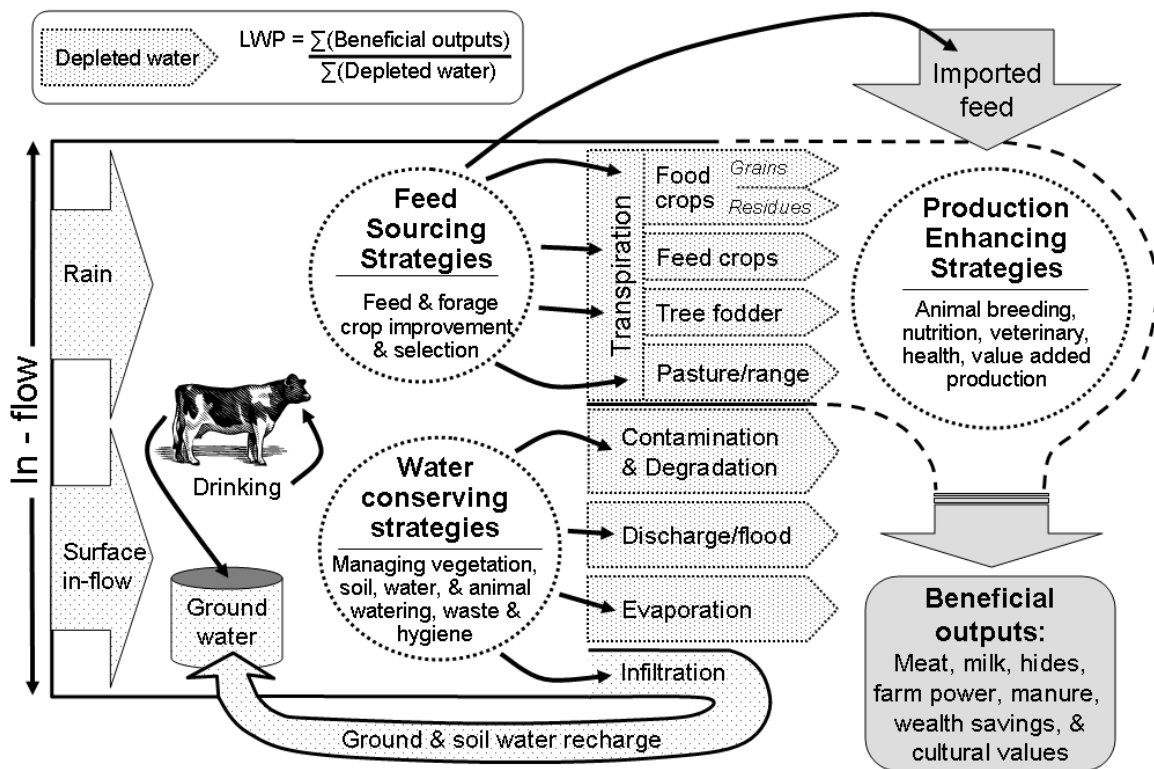 Depleted water
LWP = ∑(Beneficial outputs)
∑(Depleted water)
Imported
feed
In - flow
Rain
Surface
in-flow
Feed
Sourcing
Strategies
Feed & forage
crop improvement
& selection
Transpiration
Food
crops
Grains
Residues
Feed crops
Tree fodder
Pasture/range
Production
Enhancing
Strategies
Animal breeding,
nutrition, veterinary,
health, value added
production
Drinking
Ground
water
Water
conserving
strategies
Managing vegetation,
soil, water, & animal
watering, waste &
hygiene
Contamination
& Degradation
Discharge/flood
Evaporation
Infiltration
Ground & soil water recharge
Beneficial
outputs:
Meat, milk, hides,
farm power, manure,
wealth savings, &
cultural values